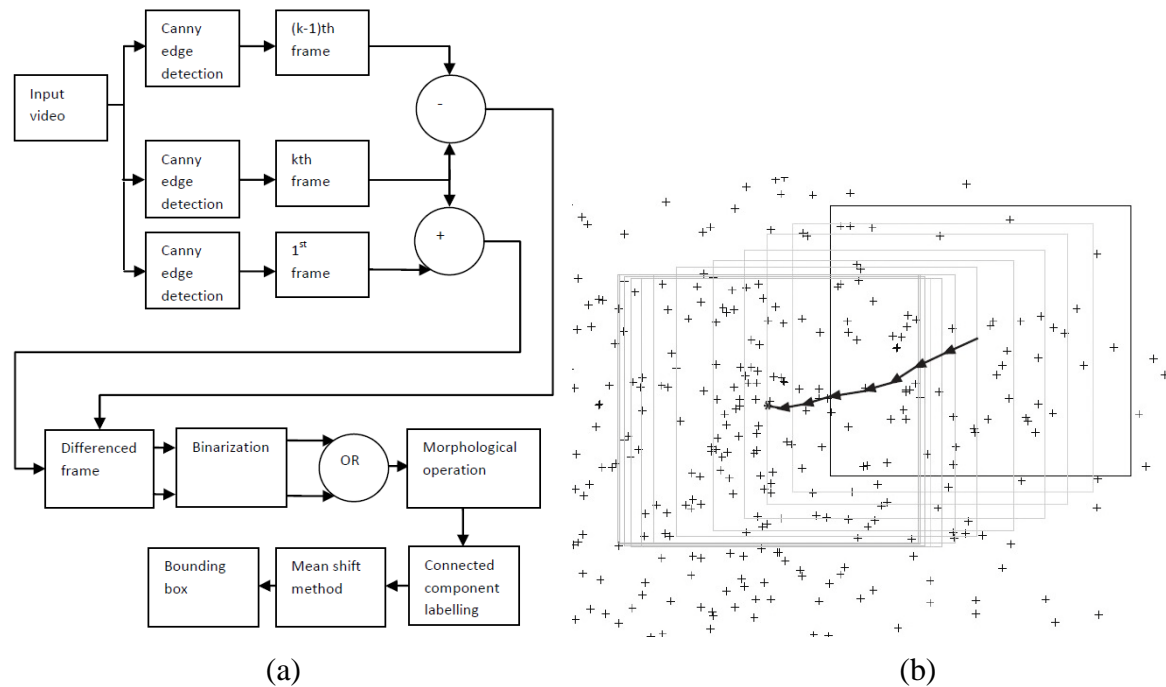 Canny
edge
detection
(k-1)th
frame
Input
video
-
Canny
edge
detection
kth
frame
+
Canny
edge
detection
1st
frame
Differenced
frame
Binarization
OR
Morphological
operation
Bounding
box
Mean shift
method
Connected
component
labelling
(a)
(b)